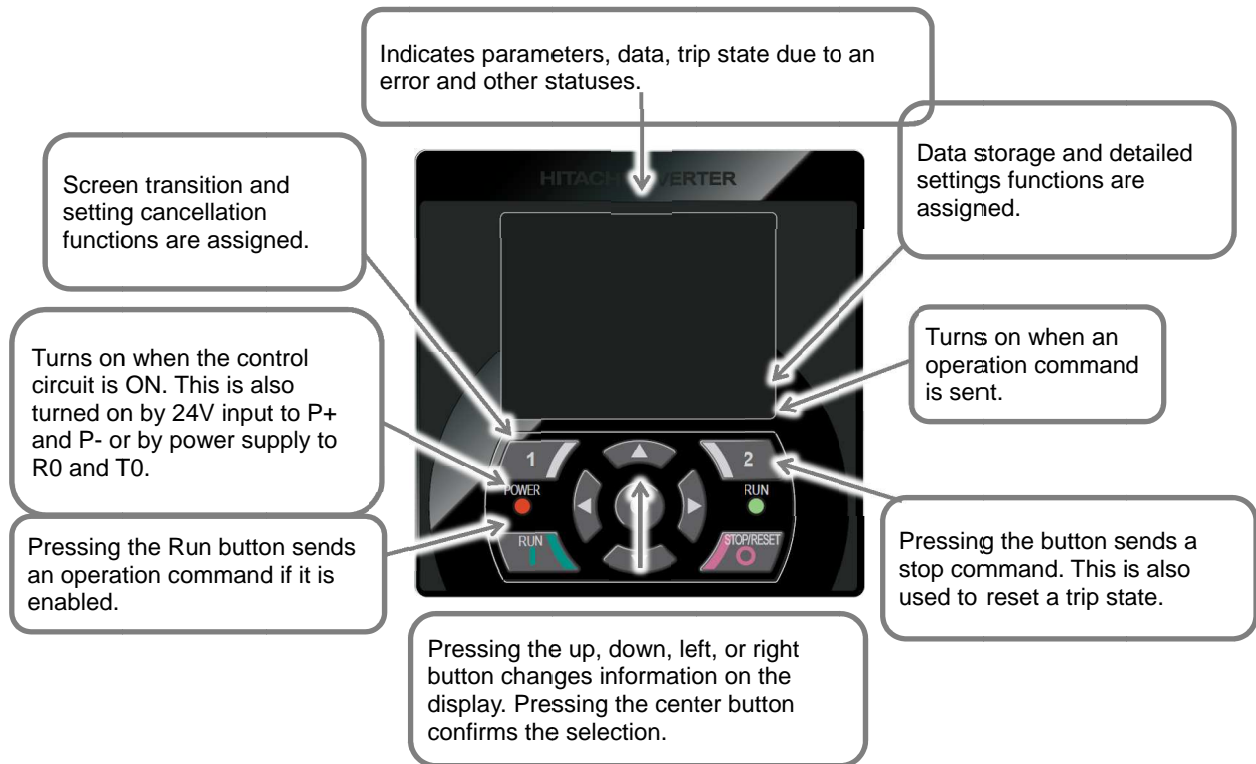 Indicates parameters, data, trip state due to an
error and other statuses.
Screen transition and
setting cancellation
functions are assigned.
Data storage and detailed
settings functions are
assigned.
HITACH VERTER
Turns on when the control
circuit is ON. This is also
turned on by 24V input to P+
and P- or by power supply to
R0 and T0.
Turns on when an
operation command
is sent.
1
2
POWER
RUN
RUN
STOP/RESET
Pressing the Run button sends
an operation command if it is
enabled.
Pressing the button sends a
stop command. This is also
used to reset a trip state.
Pressing the up, down, left, or right
button changes information on the
display. Pressing the center button
confirms the selection.